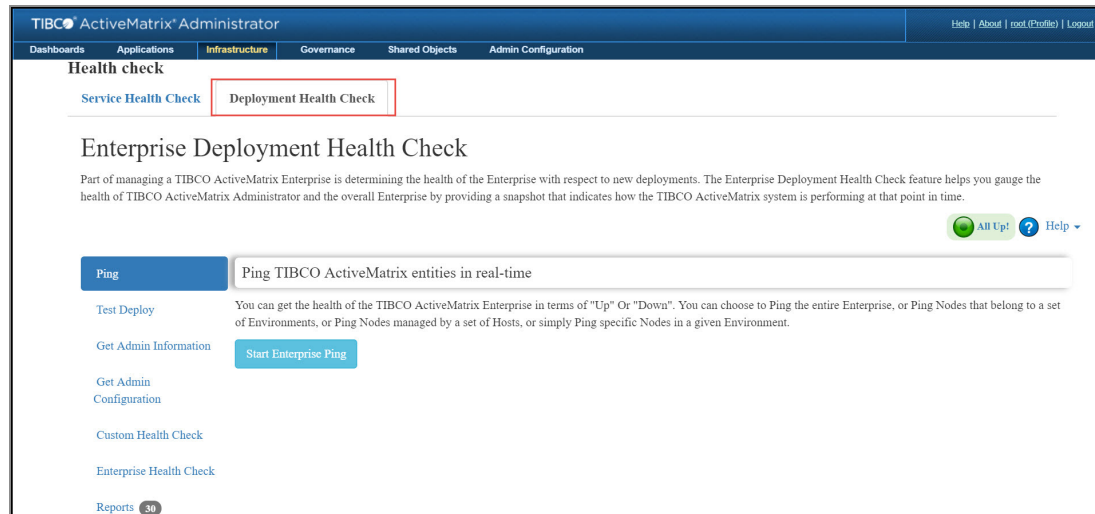 TIBCO® ActiveMatrix® Administrator
Help | About | root (Profile) | Logout
Dashboards Applications Infrastructure Governance Shared Objects Admin Configuration
Health check
Service Health Check Deployment Health Check
Enterprise Deployment Health Check
Part of managing a TIBCO ActiveMatrix Enterprise is determining the health of the Enterprise with respect to new deployments. The Enterprise Deployment Health Check feature helps you gauge the
health of TIBCO ActiveMatrix Administrator and the overall Enterprise by providing a snapshot that indicates how the TIBCO ActiveMatrix system is performing at that point in time.
All Up! ? Help
Ping
Ping TIBCO ActiveMatrix entities in real-time
You can get the health of the TIBCO ActiveMatrix Enterprise in terms of "Up" Or "Down". You can choose to Ping the entire Enterprise, or Ping Nodes that belong to a set
of Environments, or Ping Nodes managed by a set of Hosts, or simply Ping specific Nodes in a given Environment.
Start Enterprise Ping
Test Deploy
Get Admin Information
Get Admin
Configuration
Custom Health Check
Enterprise Health Check
Reports 30